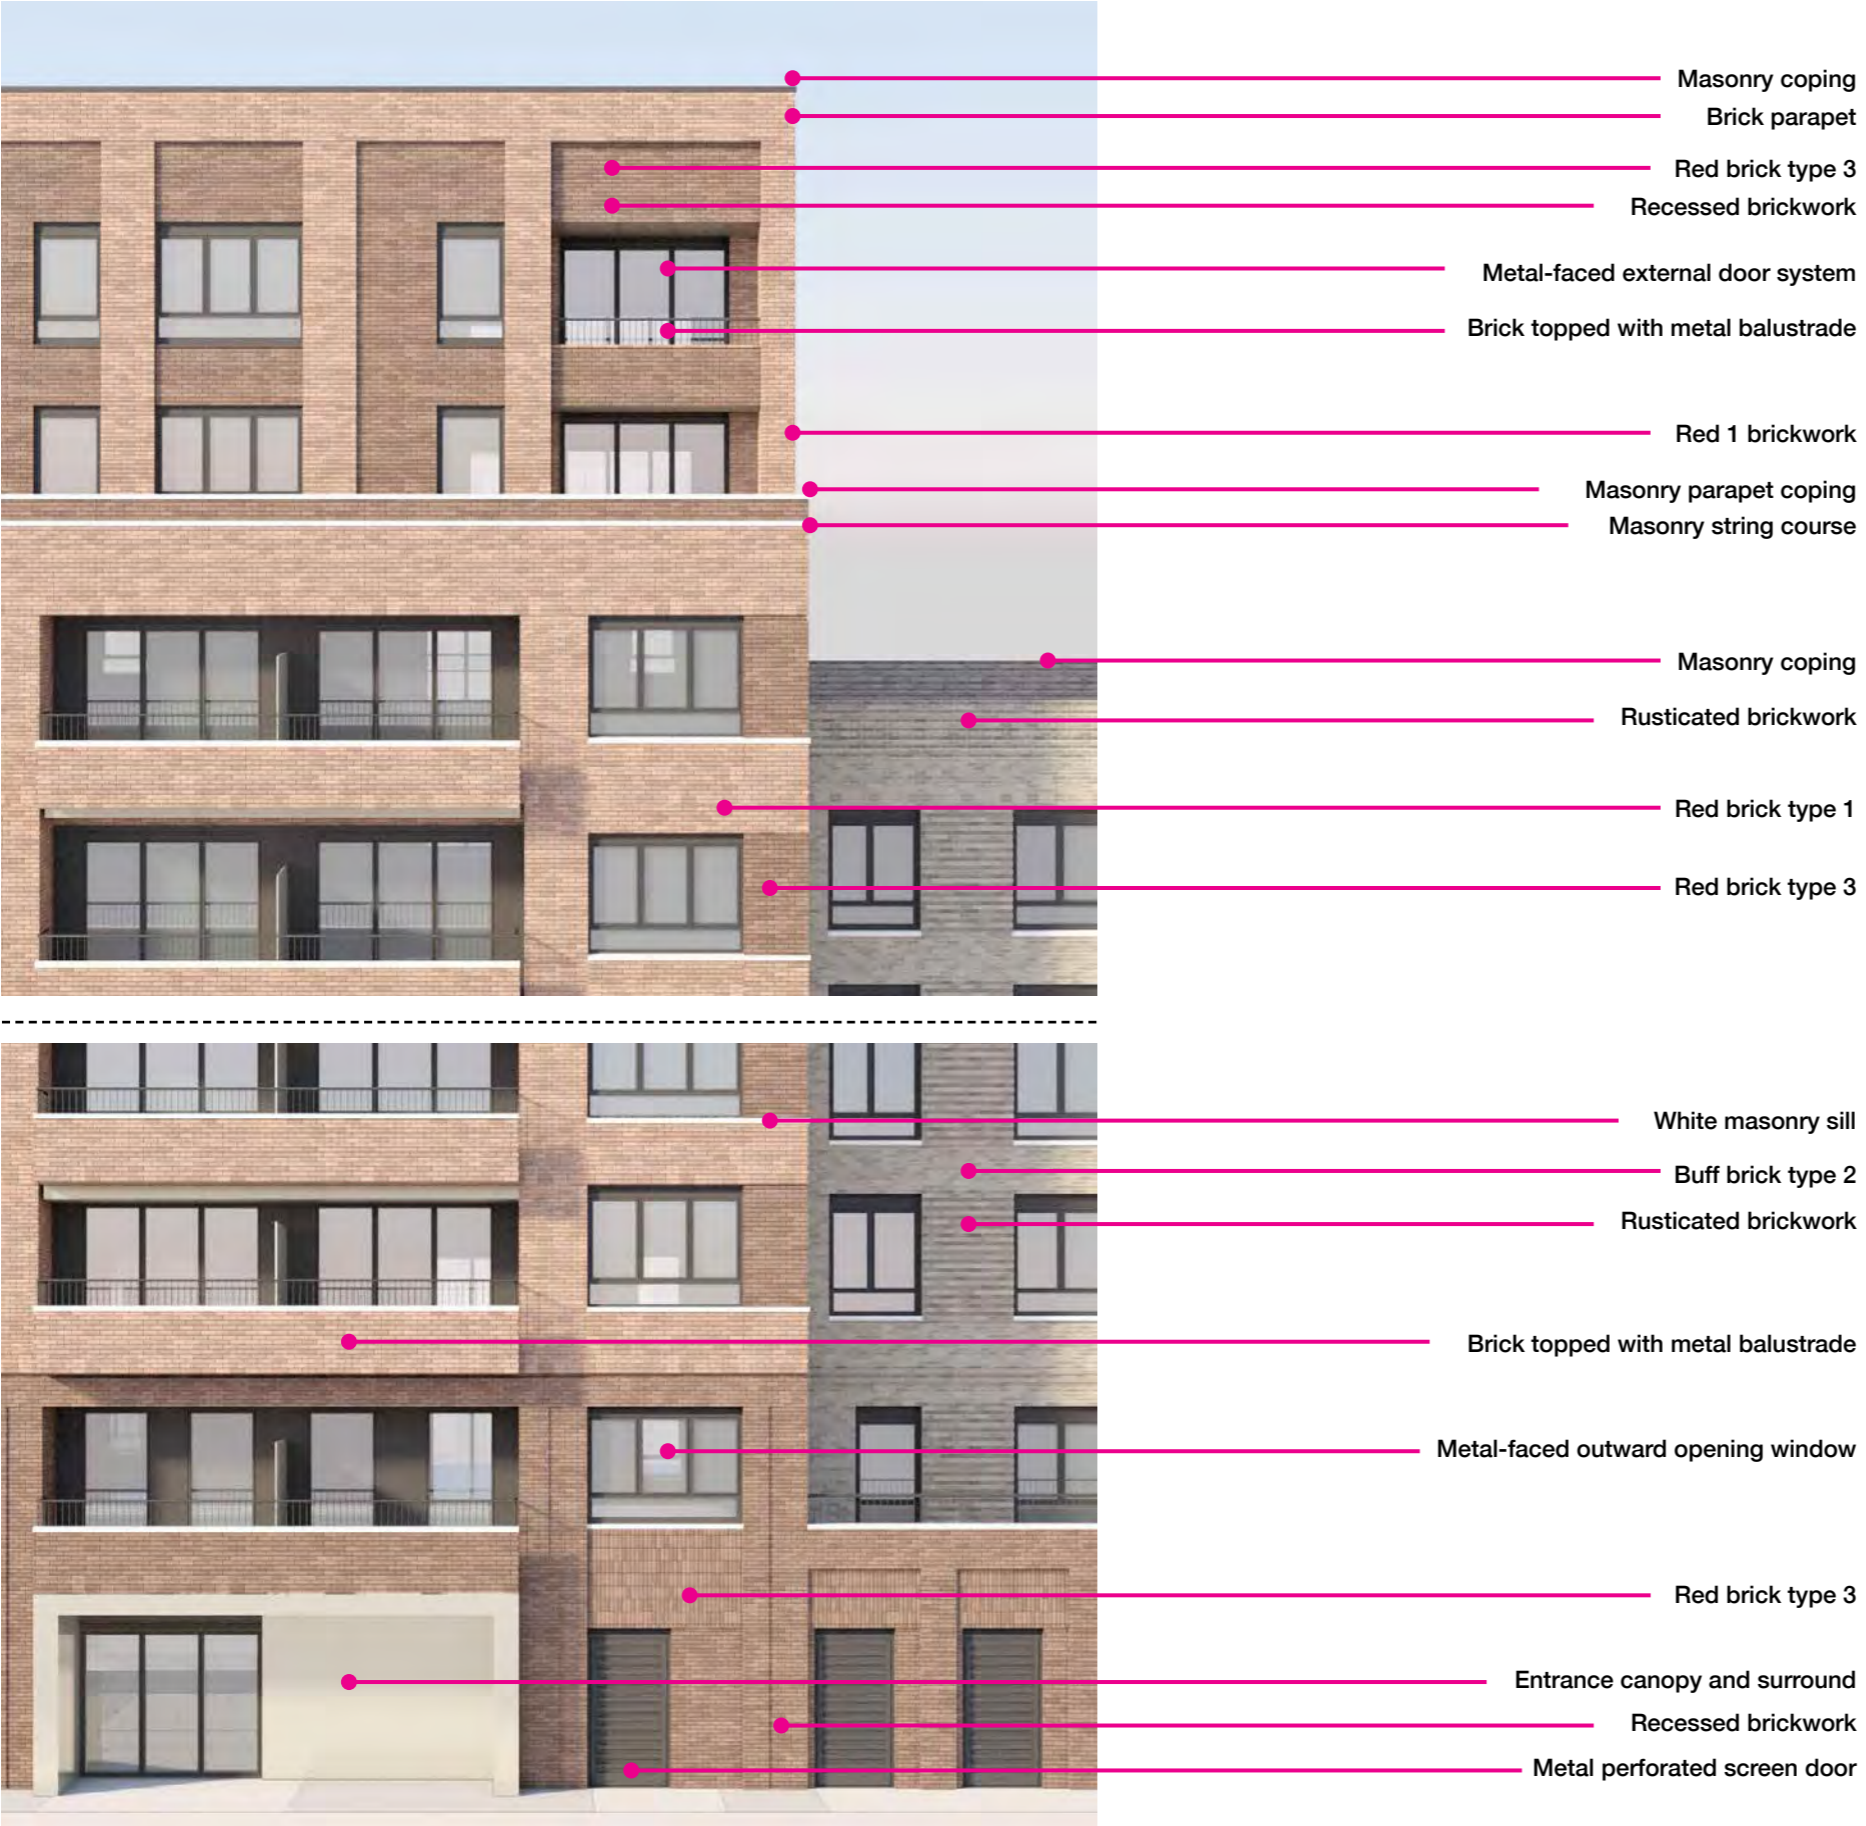 Masonry coping
Brick parapet
Red brick type 3
Recessed brickwork
Metal-faced external door system
Brick topped with metal balustrade
Red 1 brickwork
Masonry parapet coping
Masonry string course
Masonry coping
Rusticated brickwork
Red brick type 1
Red brick type 3
White masonry sill
Buff brick type 2
Rusticated brickwork
Brick topped with metal balustrade
Metal-faced outward opening window
Red brick type 3
Entrance canopy and surround
Recessed brickwork
Metal perforated screen door